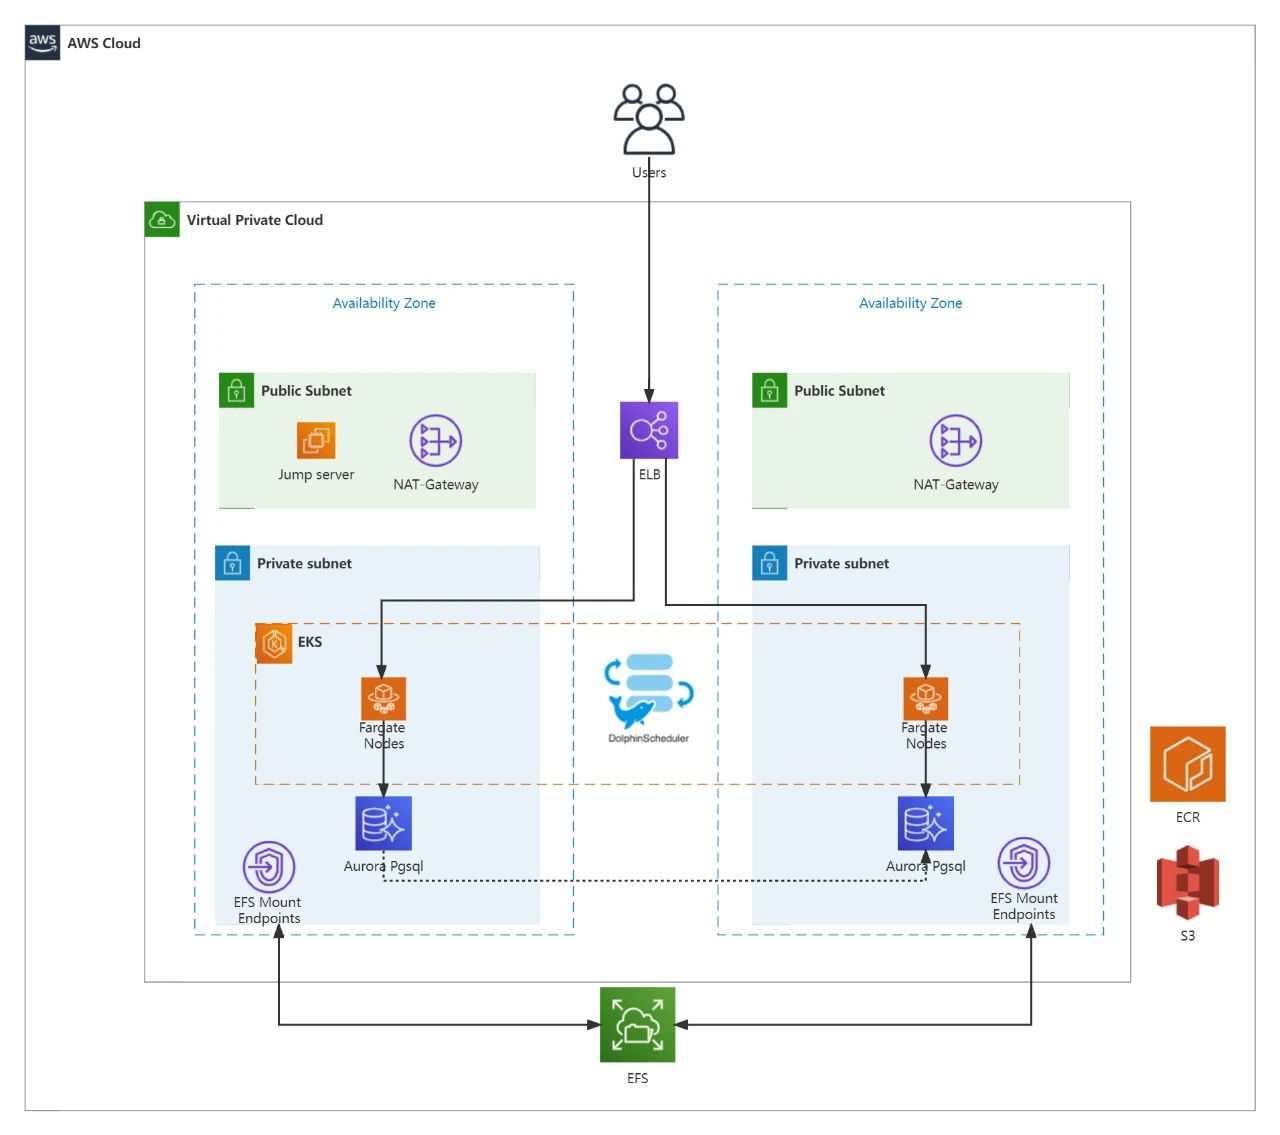 aws
AWS Cloud
Users
Virtual Private Cloud
Availability Zone
Availability Zone
Public Subnet
Jump server
NAT-Gateway
ELB
Public Subnet
NAT-Gateway
Private subnet
Private subnet
EKS
Fargate
Nodes
DolphinScheduler
Fargate
Nodes
Aurora Pgsql
EFS Mount
Endpoints
Aurora Pgsql
EFS Mount
Endpoints
ECR
S3
EFS